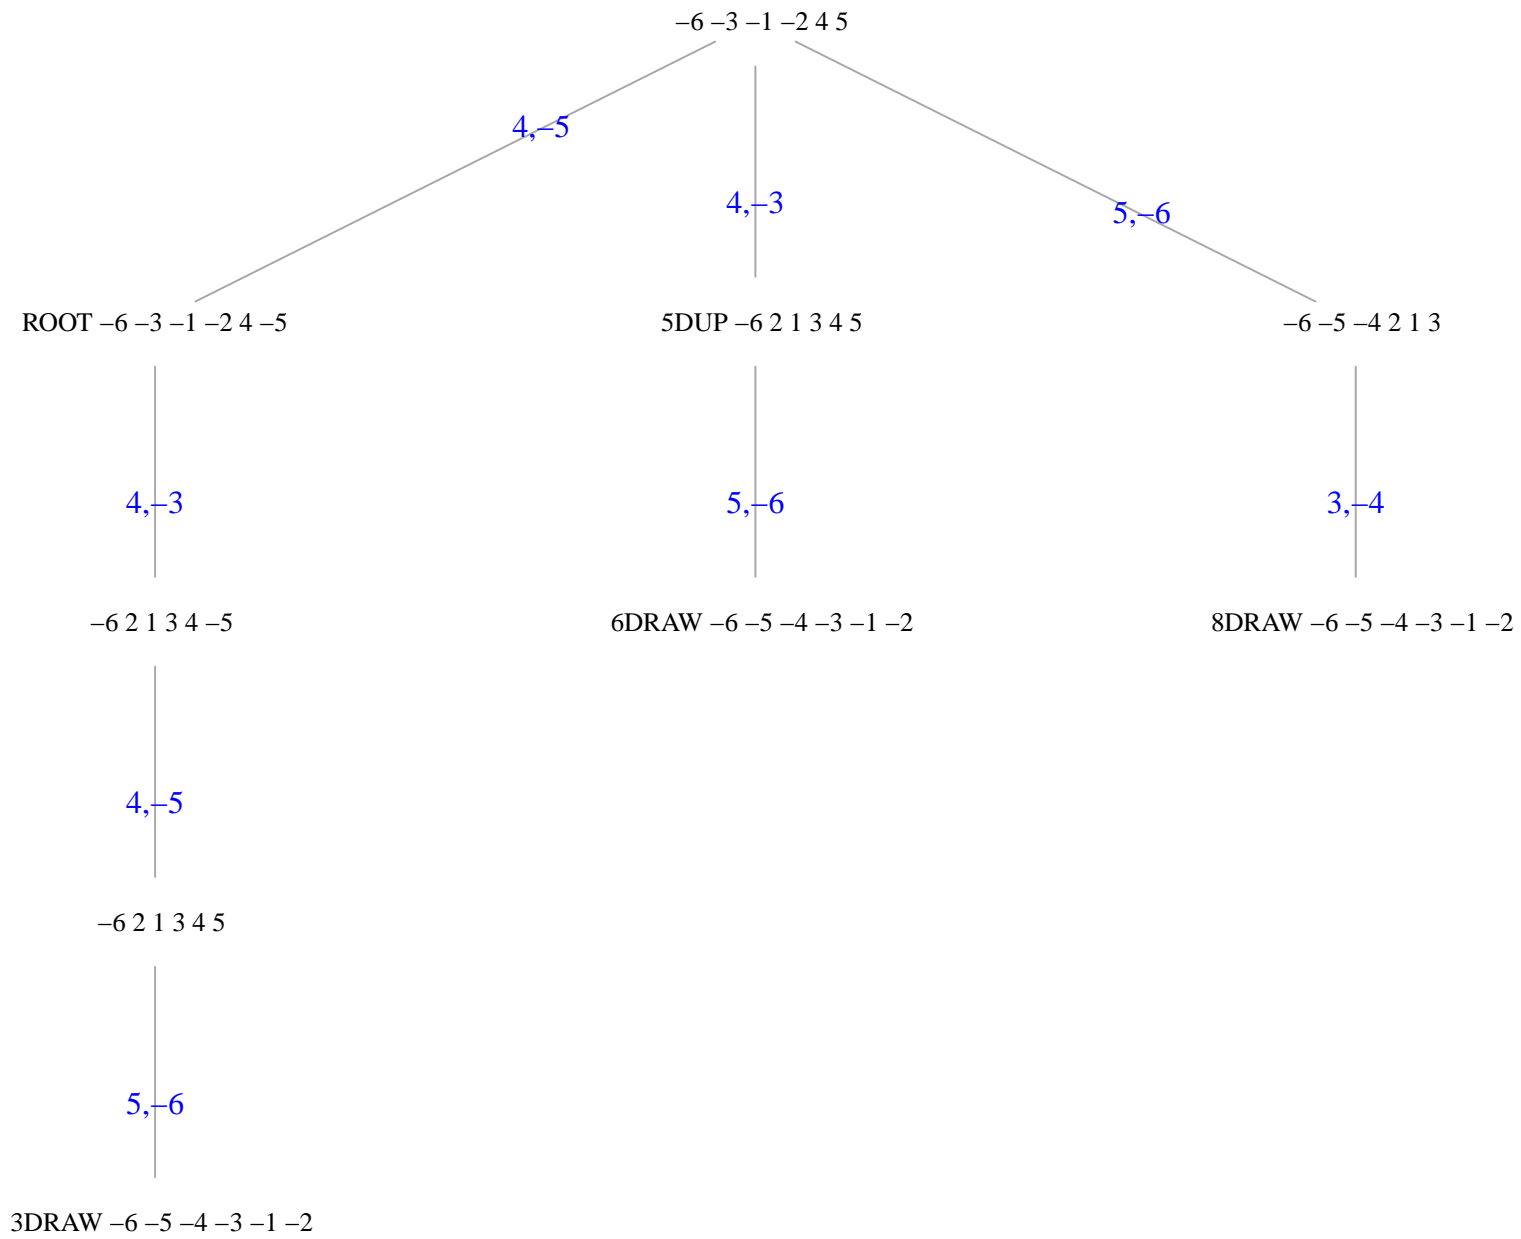 –6 –3 –1 –2 4 5
4,–5
4,–3
5,–6
ROOT –6 –3 –1 –2 4 –5
5DUP –6 2 1 3 4 5
–6 –5 –4 2 1 3
4,–3
5,–6
3,–4
–6 2 1 3 4 –5
6DRAW –6 –5 –4 –3 –1 –2
8DRAW –6 –5 –4 –3 –1 –2
4,–5
–6 2 1 3 4 5
5,–6
3DRAW –6 –5 –4 –3 –1 –2